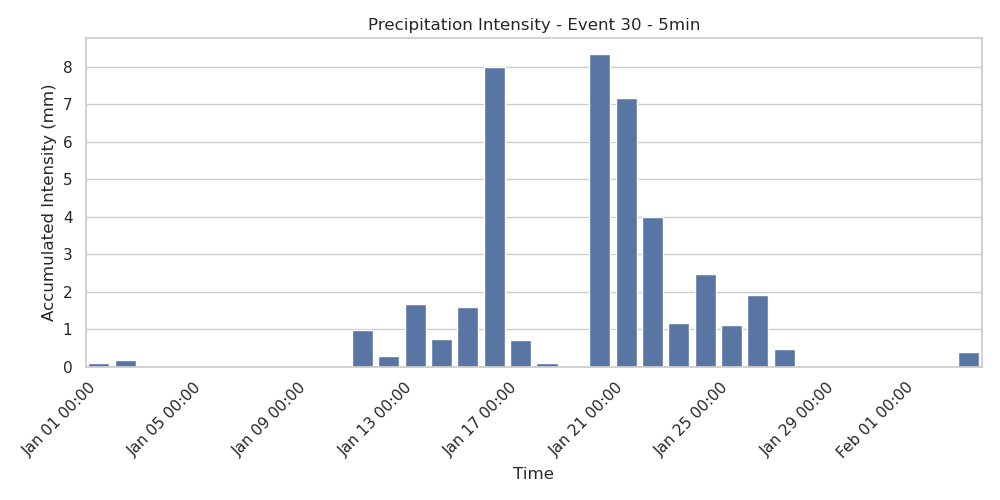 Precipitation Intensity - Event 30 - 5min
Accumulated Intensity (mm)
8
7
6
5
4
3
2
1
0
Jan 01 00:00
Jan 05 00:00
Jan 09 00:00
Jan 13 00:00
Jan 17 00:00
Jan 21 00:00
Jan 25 00:00
Jan 29 00:00
Feb 01 00:00
Time